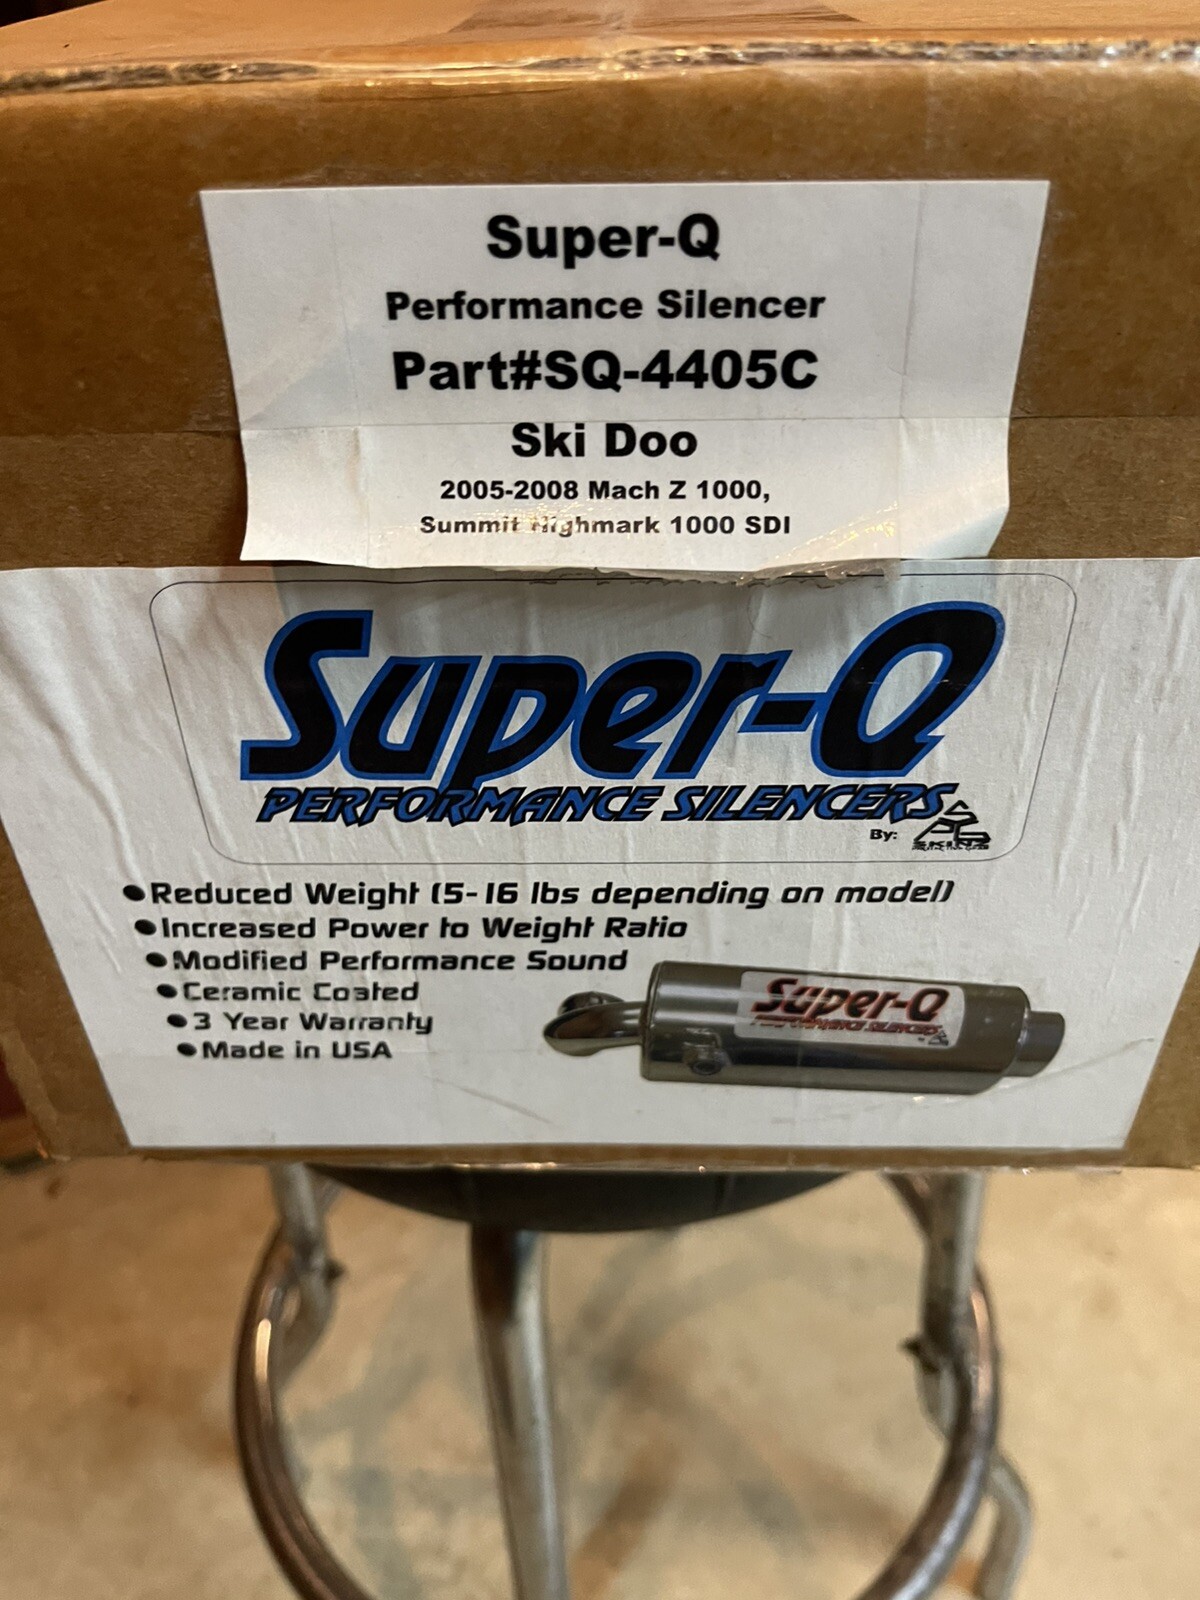 Super-Q
Performance Silencer
Part#SQ-4405C
Ski Doo
2005-2008 Mach Z 1000,
Summit Highmark 1000 SDI
Super-Q
PERFORMANCE SILENCERS
By:
SKINZ
●Reduced Weight (5-16 lbs depending on model)
●Increased Power to Weight Ratio
●Modified Performance Sound
●Ceramic Coated
●3 Year Warranty
●Made in USA
Super-Q
PERFORMANCE SILENCERS